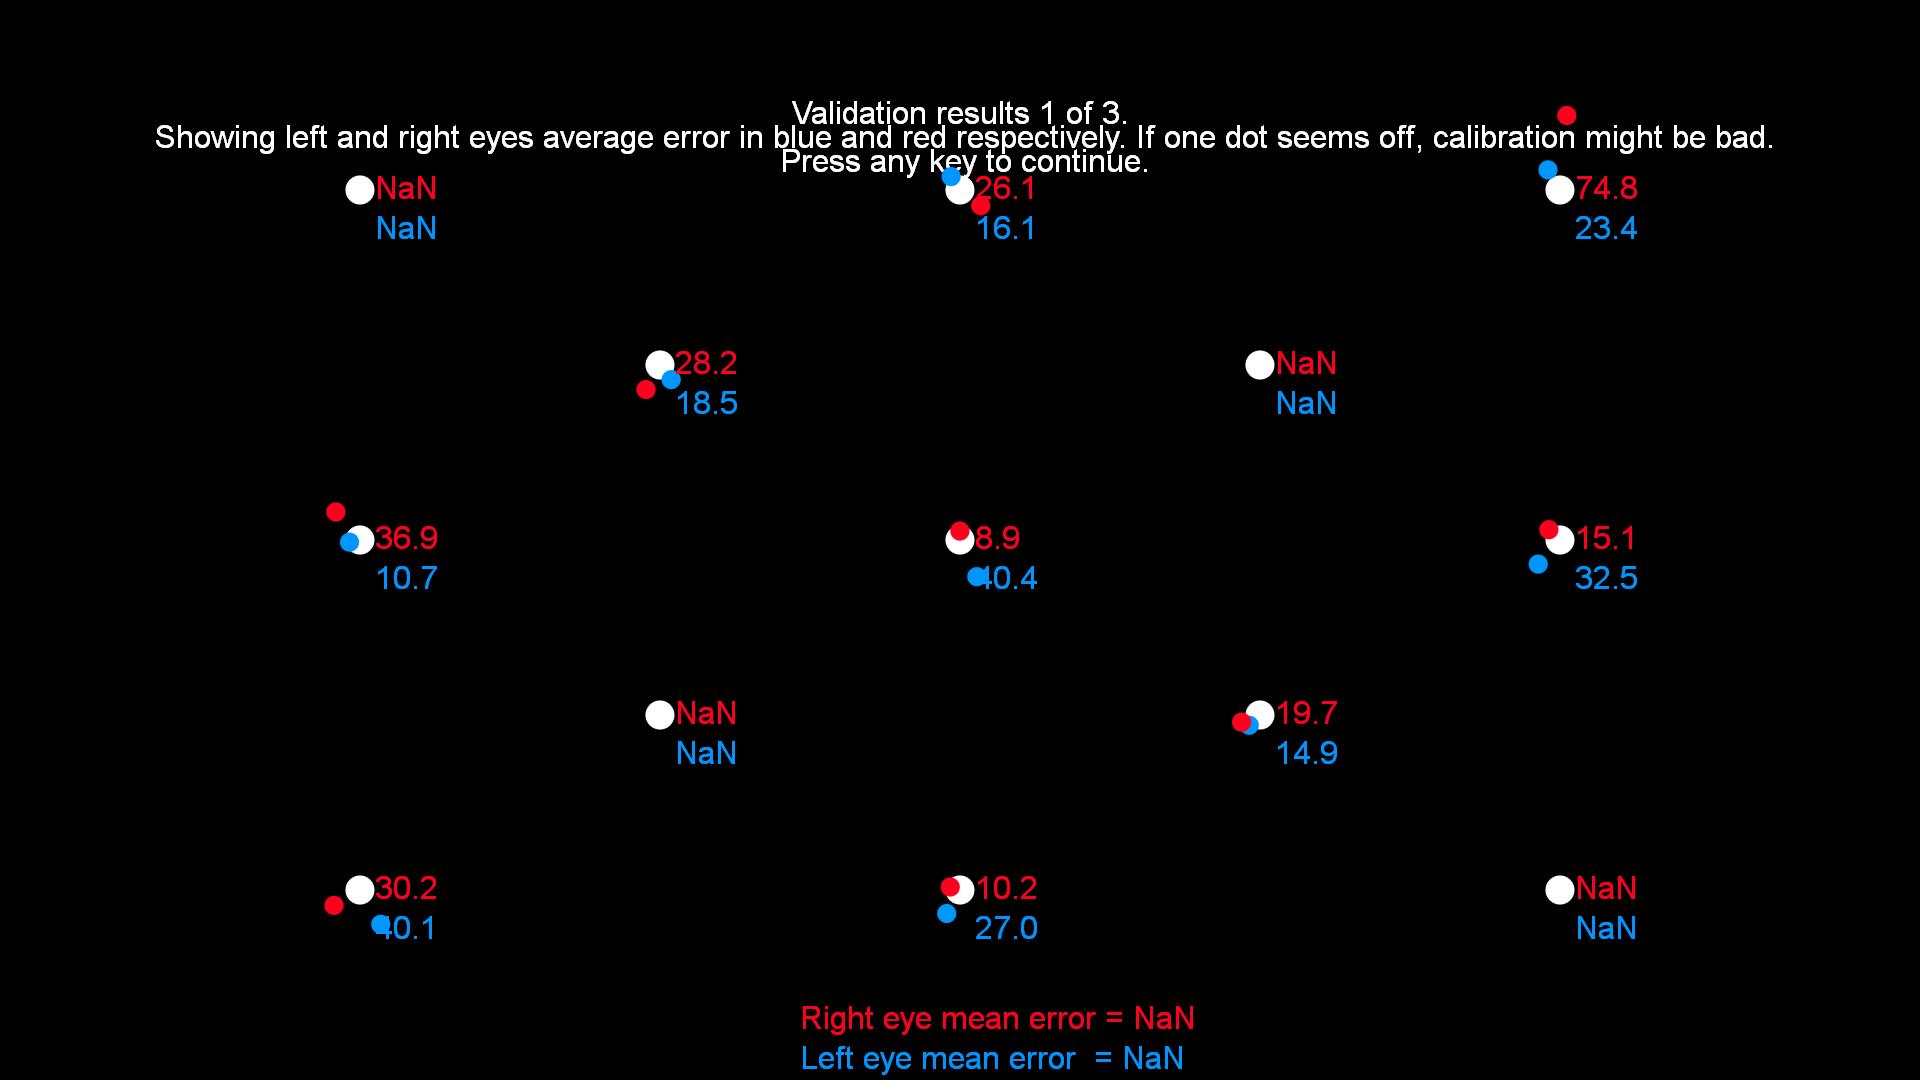 Validation results 1 of 3.
Showing left and right eyes average error in blue and red respectively. If one dot seems off, calibration might be bad.
Press any key to continue.
NaN 26.1 74.8
NaN 16.1 23.4
28.2 NaN
18.5 NaN
36.9 8.9 15.1
10.7 40.4 32.5
NaN 19.7
NaN 14.9
30.2 10.2 NaN
40.1 27.0 NaN
Right eye mean error = NaN
Left eye mean error = NaN